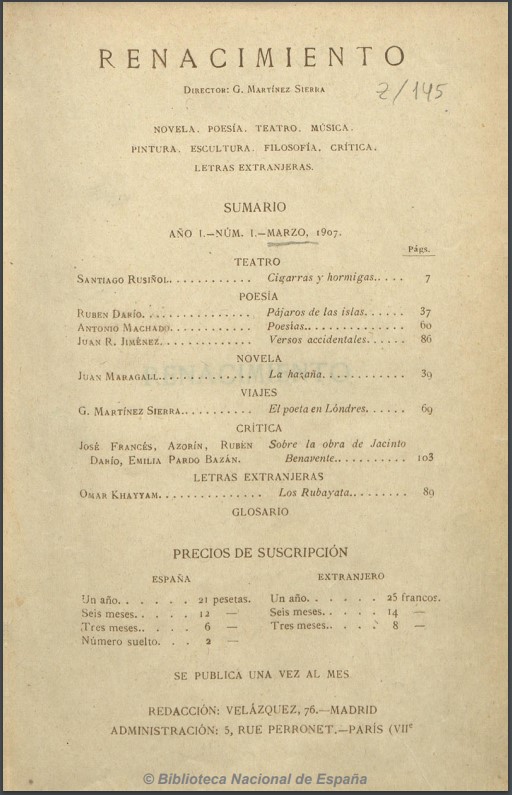 RENACIMIENTO
DIRECTOR: G. MARTÍNEZ SIERRA
Z/145
NOVELA. POESÍA. TEATRO. MÚSICA.
PINTURA. ESCULTURA. FILOSOFÍA. CRÍTICA.
LETRAS EXTRANJERAS.
SUMARIO
AÑO I.—NÚM. I.—MARZO, 1907.
Págs.
TEATRO
SANTIAGO RUSIÑOL............ Cigarras y hormigas..... 7
POESÍA
RUBEN DARÍO................ Pájaros de las islas...... 37
ANTONIO MACHADO............ Poesías............... 60
JUAN R. JIMÉNEZ............. Versos accidentales...... 86
NOVELA
JUAN MARAGALL.............. La hazaña............ 39
VIAJES
G. MARTÍNEZ SIERRA.......... El poeta en Lóndres...... 69
CRÍTICA
JOSÉ FRANCÉS, AZORÍN, RUBEN Sobre la obra de Jacinto
DARÍO, EMILIA PARDO BAZÁN. Benavente.......... 103
LETRAS EXTRANJERAS
OMAR KHAYYAM............... Los Rubayata......... 89
GLOSARIO
PRECIOS DE SUSCRIPCIÓN
ESPAÑA EXTRANJERO
Un año...... 21 pesetas. Un año...... 25 francos.
Seis meses..... 12 — Seis meses..... 14 —
Tres meses..... 6 — Tres meses..... 8 —
Número suelto... 2 —
SE PUBLICA UNA VEZ AL MES
REDACCIÓN: VELÁZQUEZ, 76.—MADRID
ADMINISTRACIÓN: 5, RUE PERRONET.—PARÍS (VIIe
© Biblioteca Nacional de España